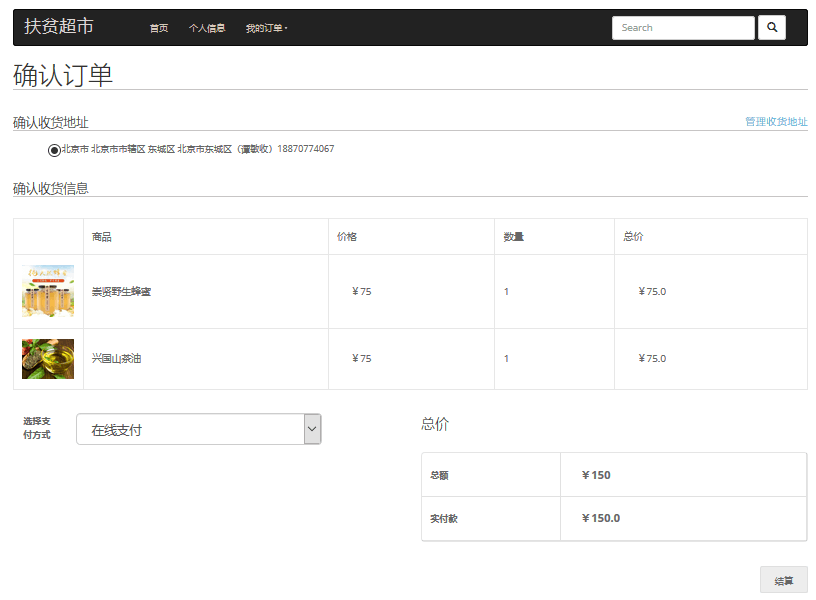 扶贫超市 首页 个人信息 我的订单 Search
确认订单
确认收货地址 管理收货地址
北京市 北京市市辖区 东城区 北京市东城区（谭敏收）18870774067
确认收货信息
商品 价格 数量 总价
崇贤野生蜂蜜 ￥75 1 ￥75.0
兴国山茶油 ￥75 1 ￥75.0
选择支
付方式
在线支付
总价
总额 ￥150
实付款 ￥150.0
结算